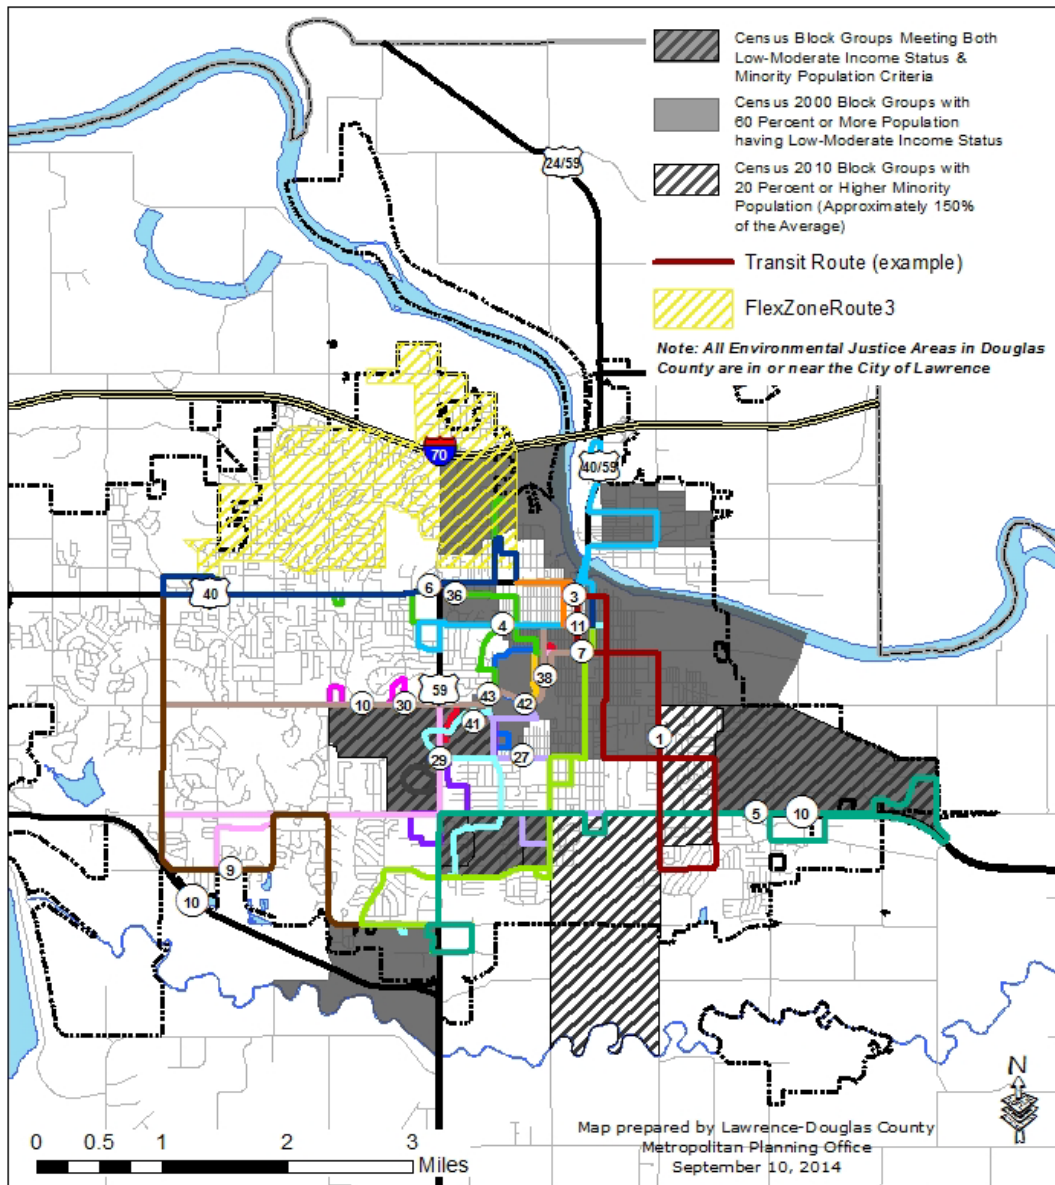 Census Block Groups Meeting Both
Low-Moderate Income Status &
Minority Population Criteria
Census 2000 Block Groups with
60 Percent or More Population
having Low-Moderate Income Status
Census 2010 Block Groups with
20 Percent or Higher Minority
Population (Approximately 150%
of the Average)
Transit Route (example)
FlexZoneRoute3
Note: All Environmental Justice Areas in Douglas
County are in or near the City of Lawrence
24/59
70
40/59
40
6
36
3
4
11
7
38
59
43
10
30
42
41
1
29
27
5
10
9
10
N
Map prepared by Lawrence-Douglas County
Metropolitan Planning Office
September 10, 2014
0 0.5 1 2 3
Miles